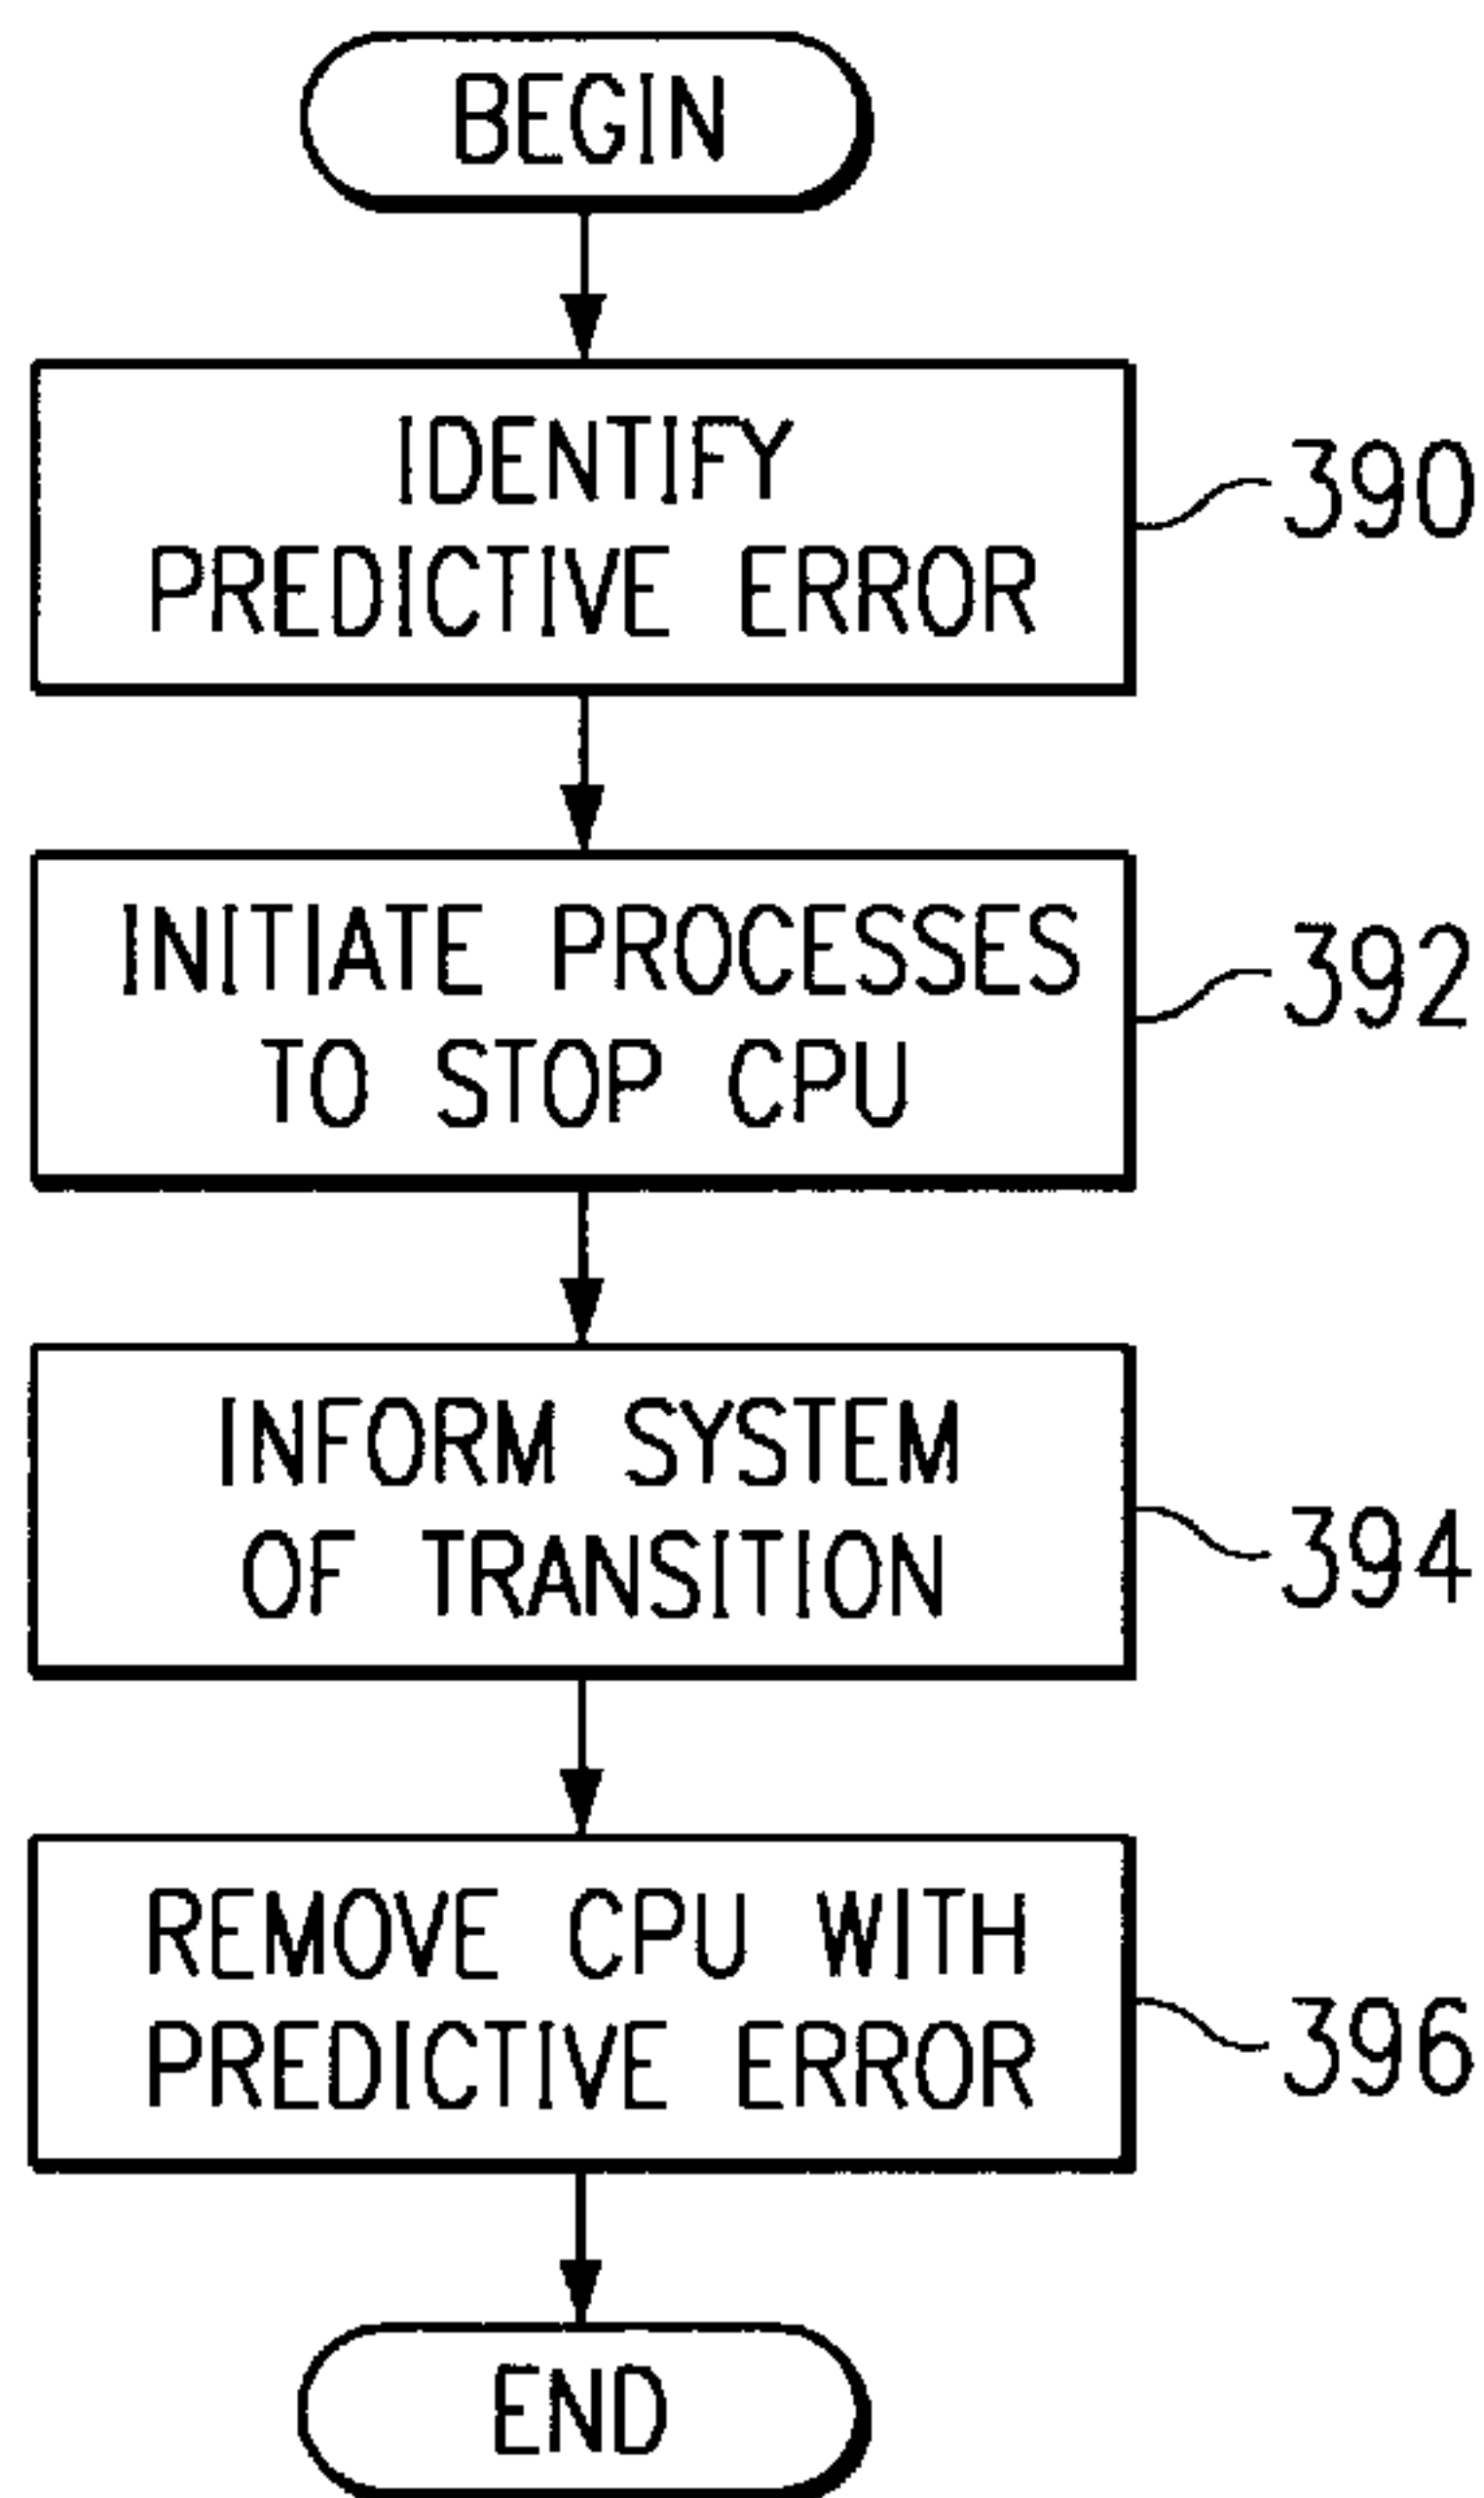 BEGIN
IDENTIFY
PREDICTIVE ERROR
390
INITIATE PROCESSES
TO STOP CPU
392
INFORM SYSTEM
OF TRANSITION
394
REMOVE CPU WITH
PREDICTIVE ERROR
396
END